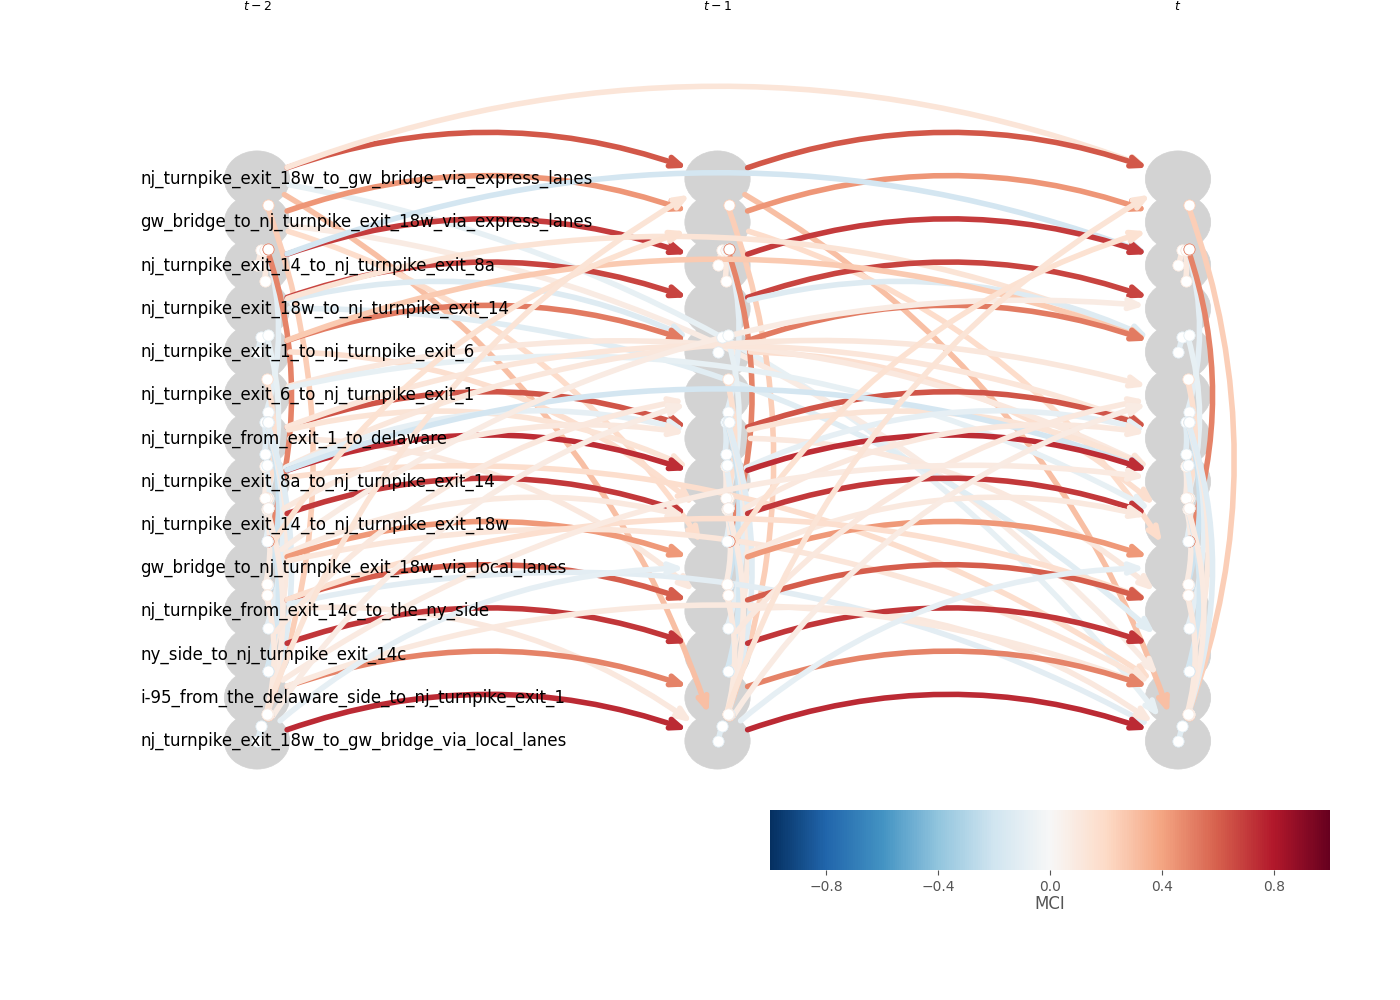 t − 2 t − 1 t
nj_turnpike_exit_18w_to_gw_bridge_via_express_lanes
gw_bridge_to_nj_turnpike_exit_18w_via_express_lanes
nj_turnpike_exit_14_to_nj_turnpike_exit_8a
nj_turnpike_exit_18w_to_nj_turnpike_exit_14
nj_turnpike_exit_1_to_nj_turnpike_exit_6
nj_turnpike_exit_6_to_nj_turnpike_exit_1
nj_turnpike_from_exit_1_to_delaware
nj_turnpike_exit_8a_to_nj_turnpike_exit_14
nj_turnpike_exit_14_to_nj_turnpike_exit_18w
gw_bridge_to_nj_turnpike_exit_18w_via_local_lanes
nj_turnpike_from_exit_14c_to_the_ny_side
ny_side_to_nj_turnpike_exit_14c
i-95_from_the_delaware_side_to_nj_turnpike_exit_1
nj_turnpike_exit_18w_to_gw_bridge_via_local_lanes
−0.8 −0.4 0.0 0.4 0.8
MCI